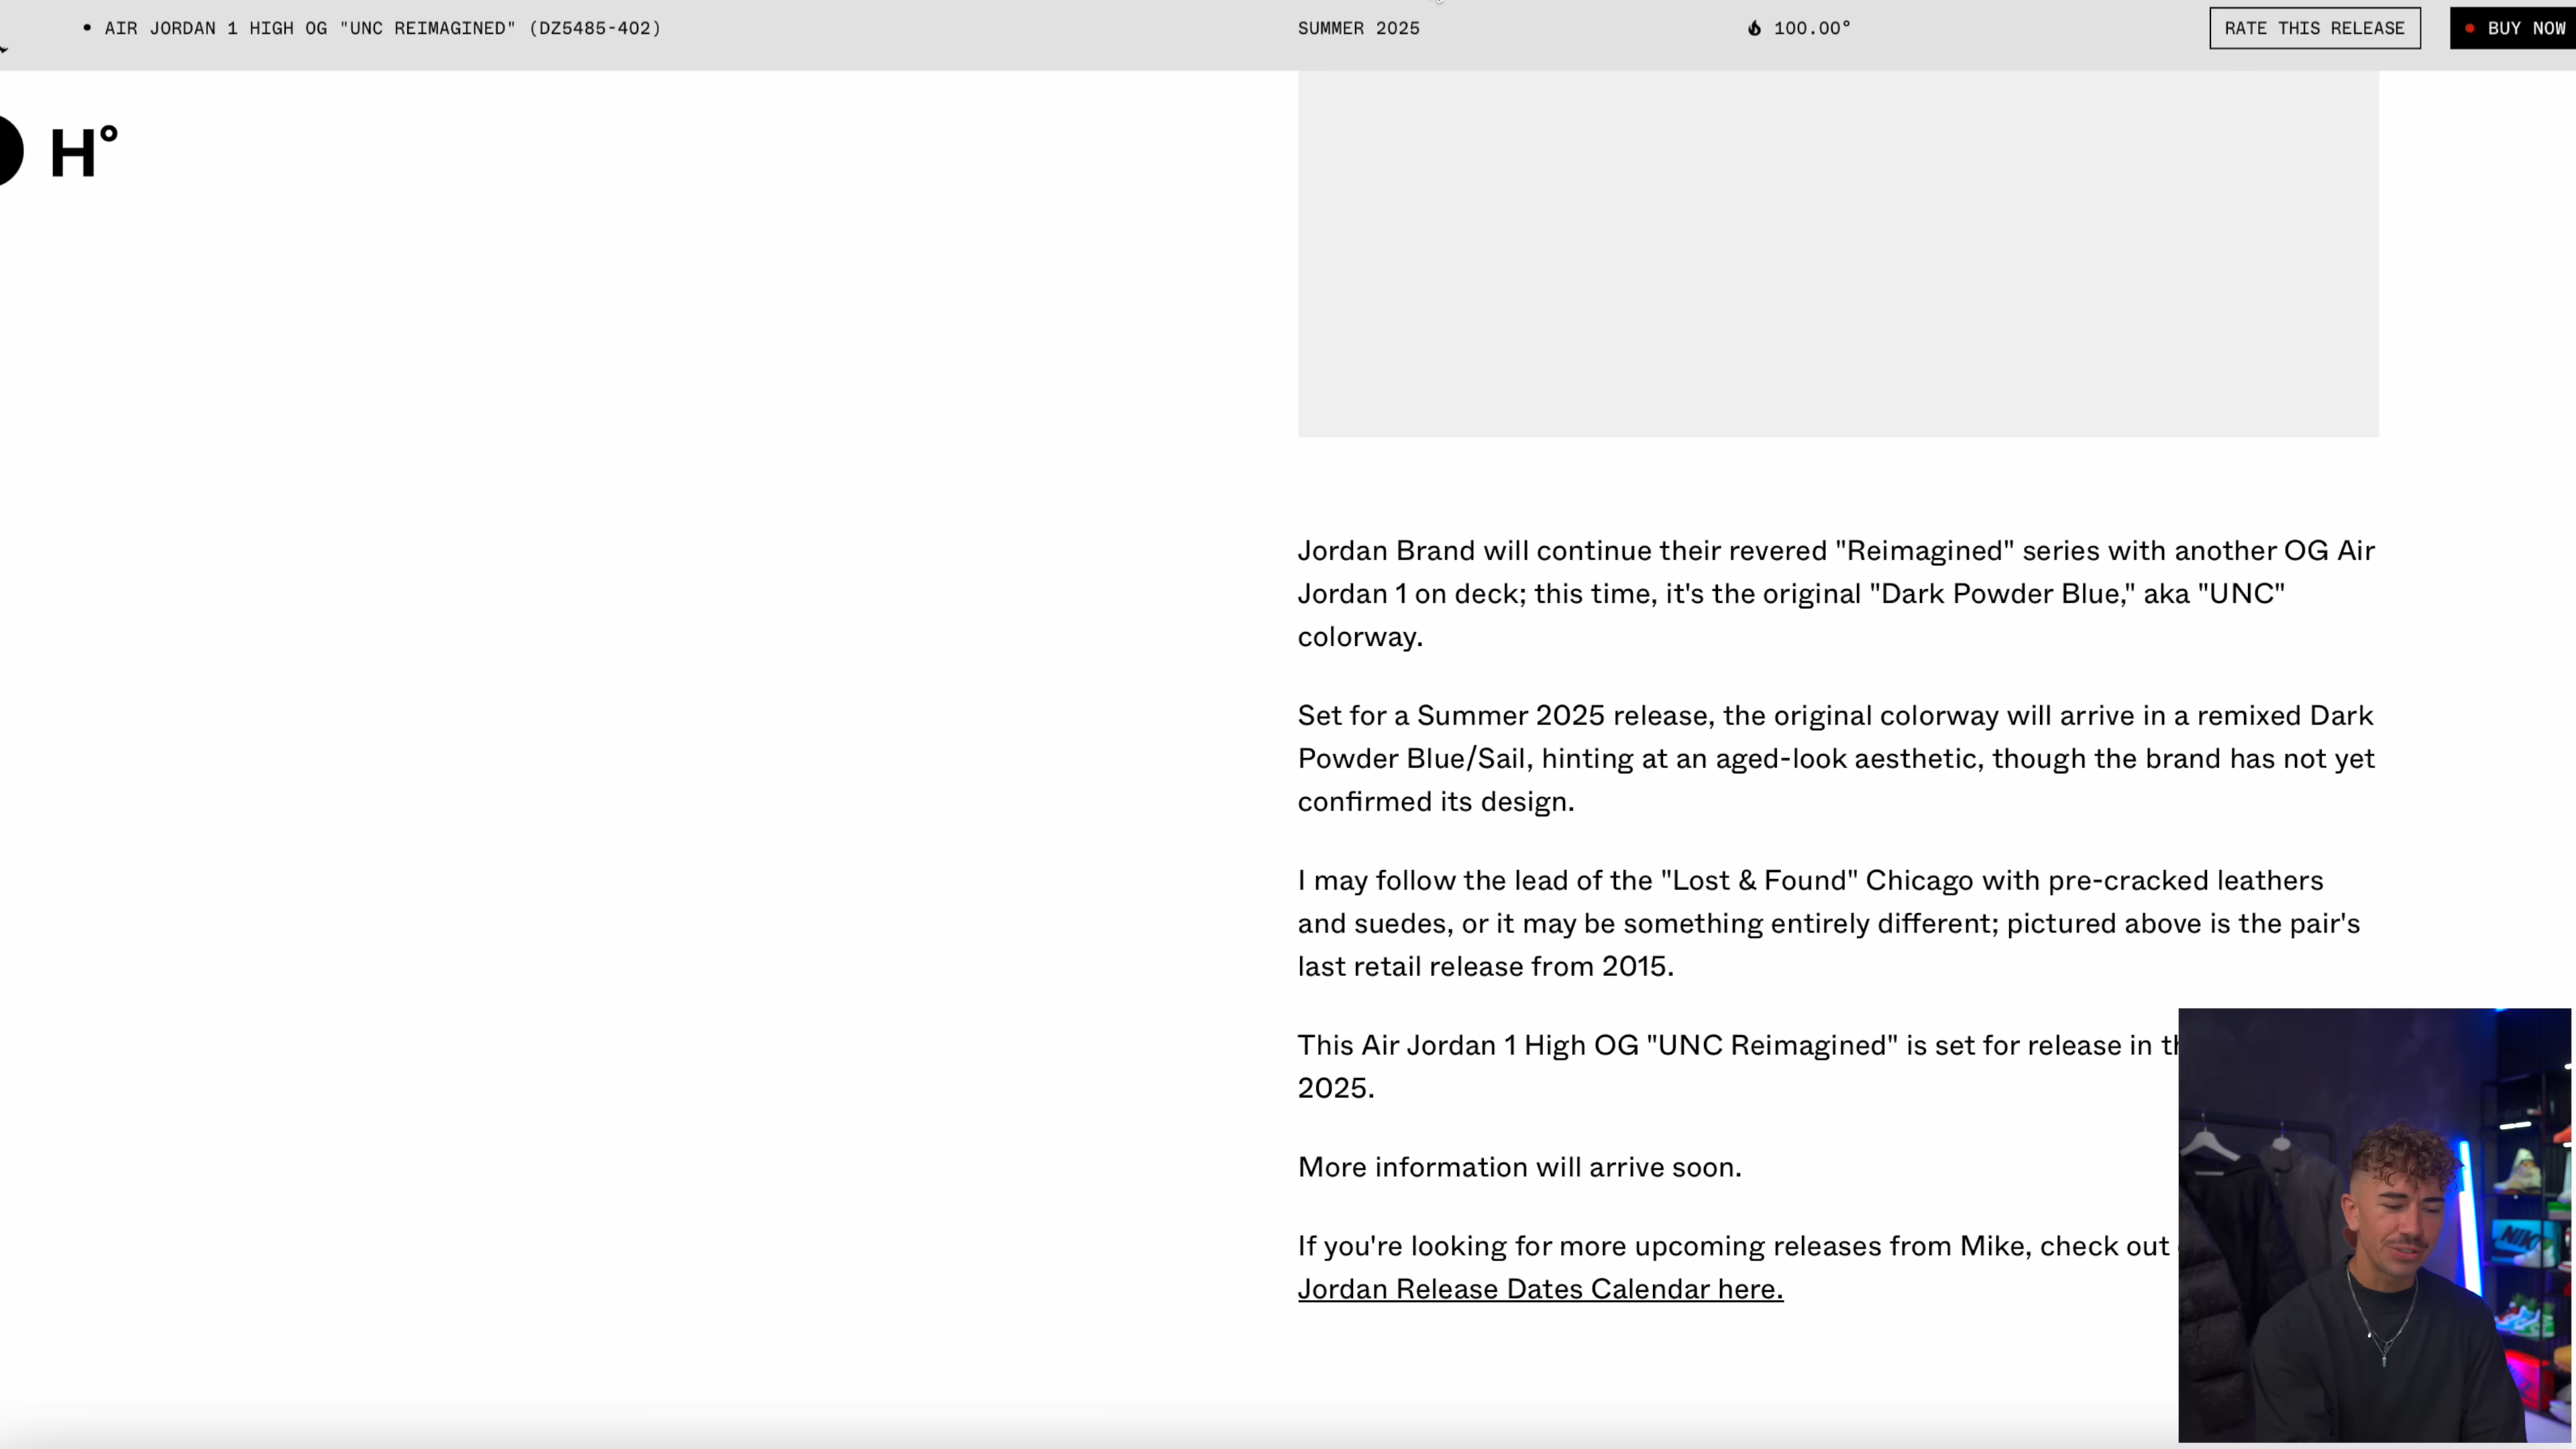 • AIR JORDAN 1 HIGH OG "UNC REIMAGINED" (DZ5485-402)
SUMMER 2025
100.00°
RATE THIS RELEASE
BUY NOW
H°
Jordan Brand will continue their revered "Reimagined" series with another OG Air
Jordan 1 on deck; this time, it's the original "Dark Powder Blue," aka "UNC"
colorway.
Set for a Summer 2025 release, the original colorway will arrive in a remixed Dark
Powder Blue/Sail, hinting at an aged-look aesthetic, though the brand has not yet
confirmed its design.
I may follow the lead of the "Lost & Found" Chicago with pre-cracked leathers
and suedes, or it may be something entirely different; pictured above is the pair's
last retail release from 2015.
This Air Jordan 1 High OG "UNC Reimagined" is set for release in
2025.
More information will arrive soon.
If you're looking for more upcoming releases from Mike, check out
Jordan Release Dates Calendar here.
NIKE